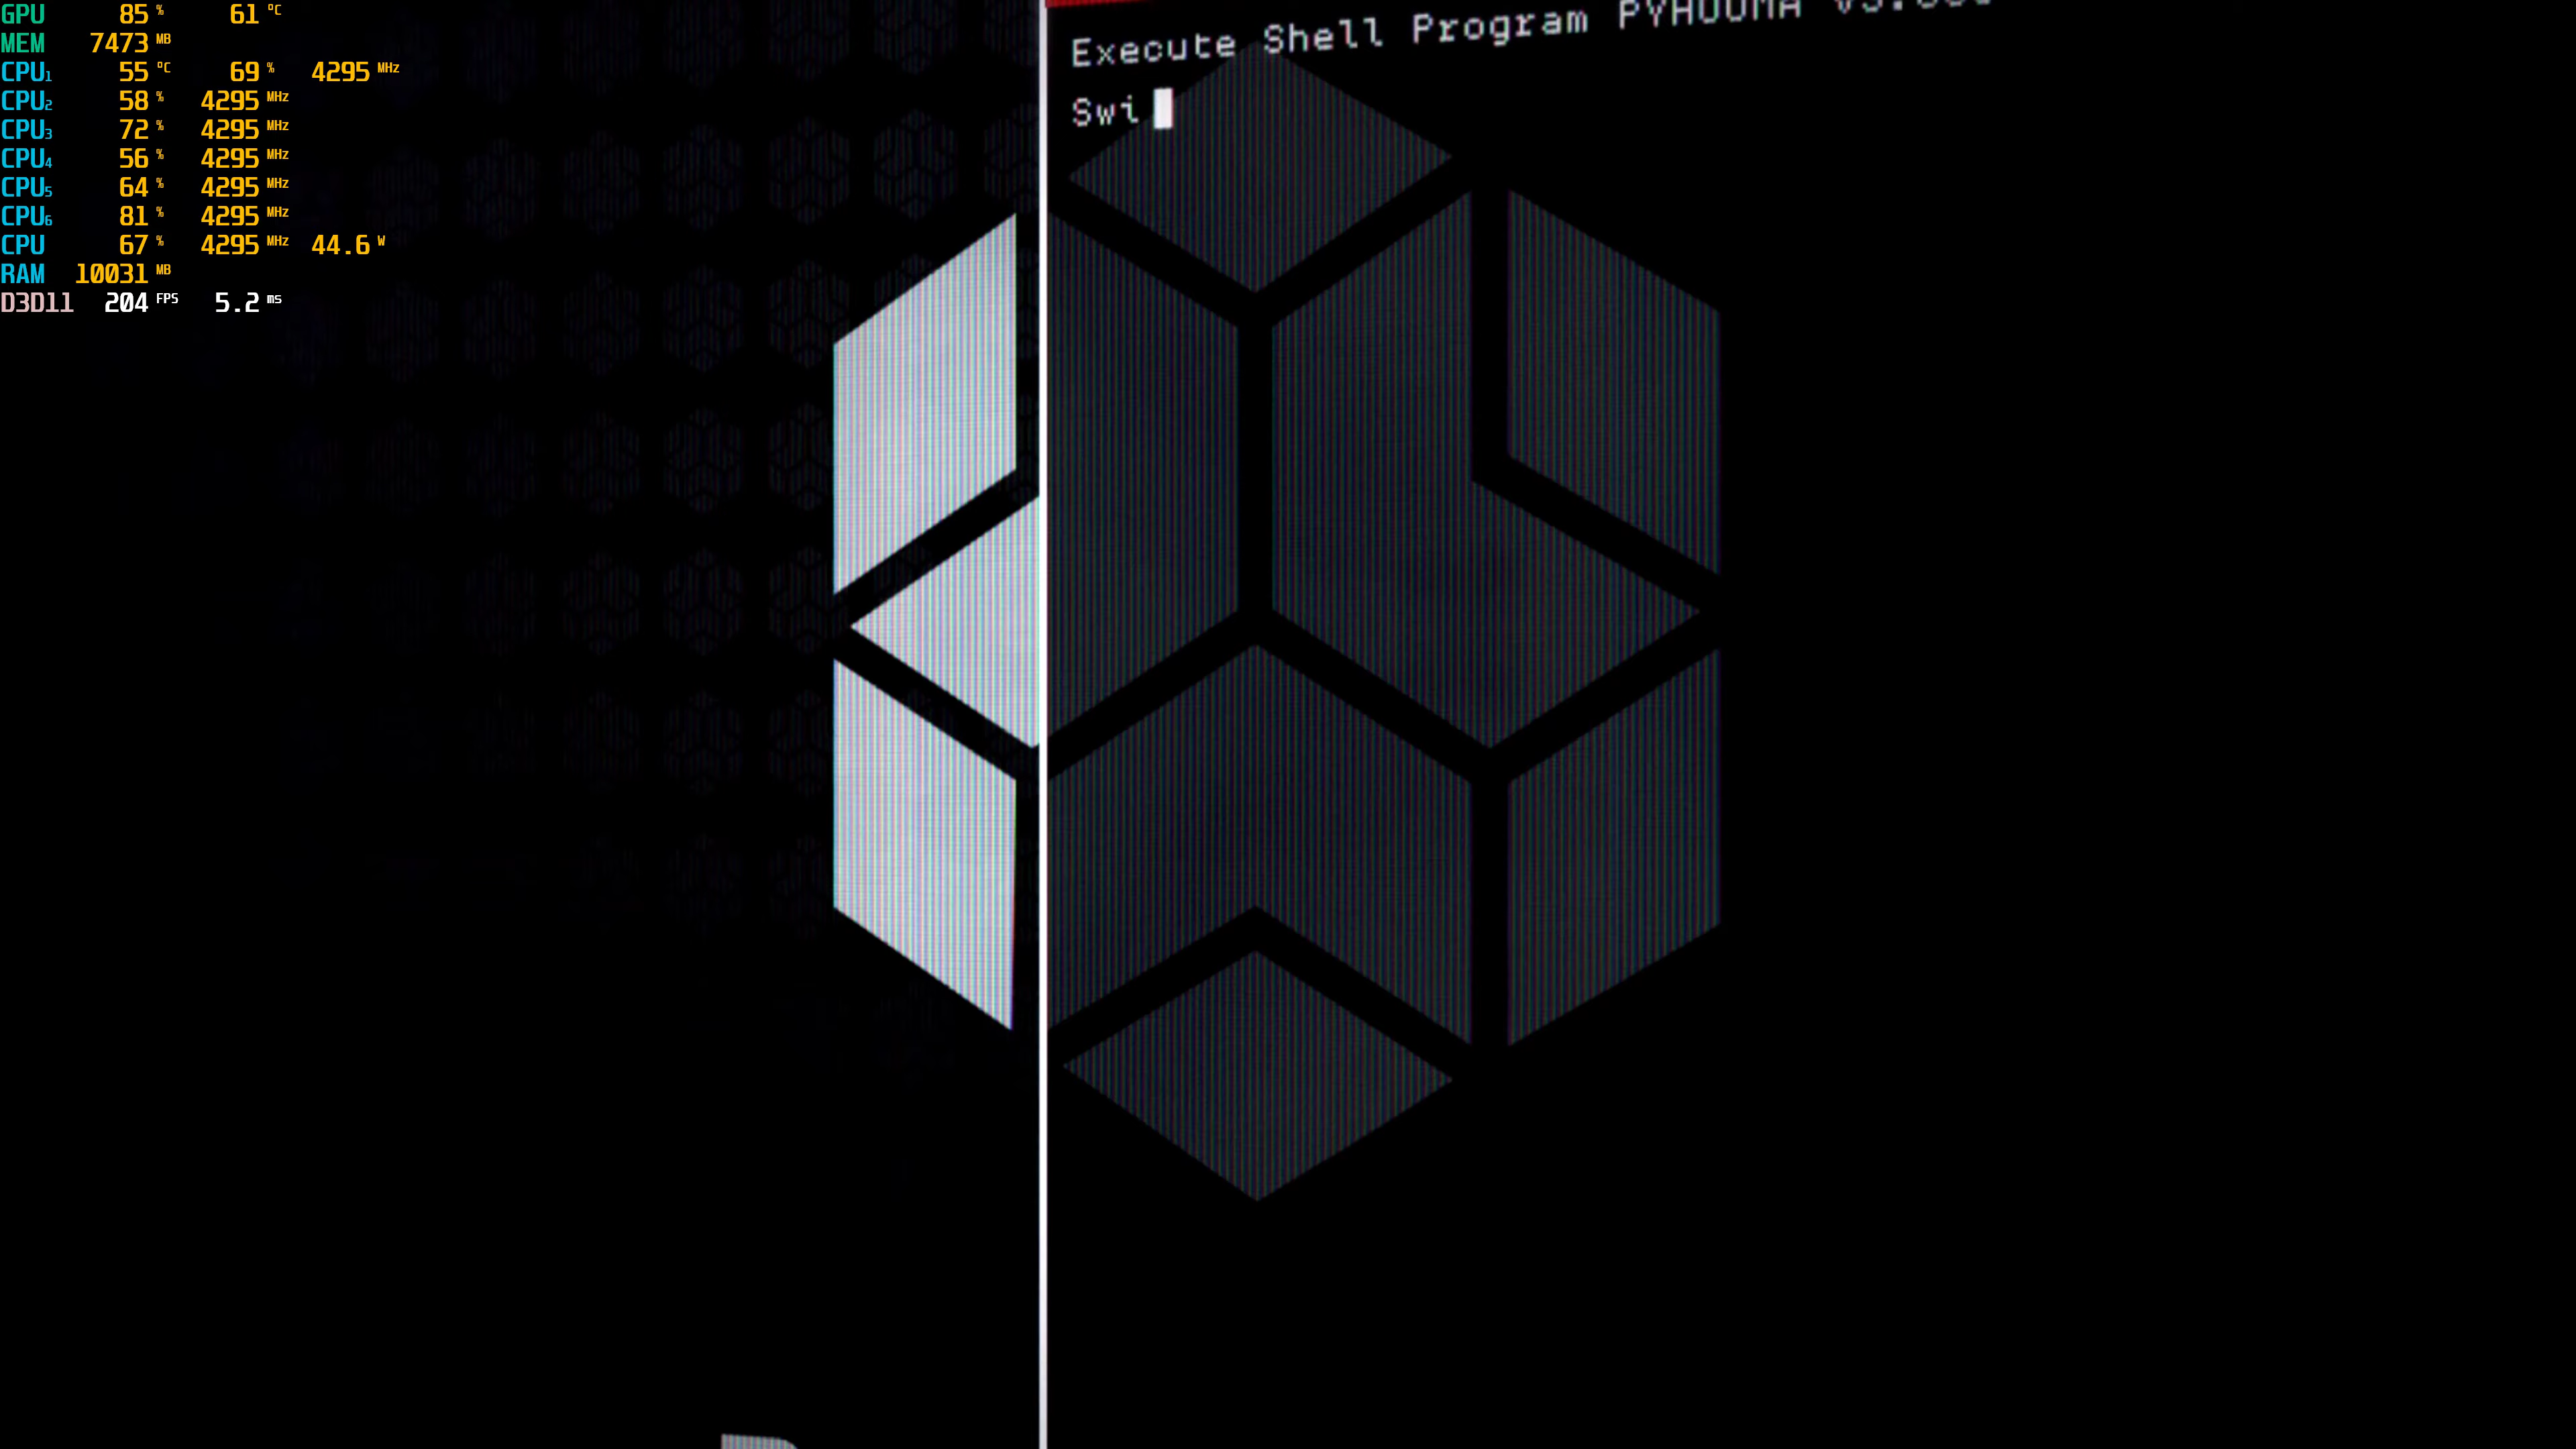 GPU 85 % 61 °C
MEM 7473 MB
CPU1 55 °C 69 % 4295 MHz
CPU2 58 % 4295 MHz
CPU3 72 % 4295 MHz
CPU4 56 % 4295 MHz
CPU5 64 % 4295 MHz
CPU6 81 % 4295 MHz
CPU 67 % 4295 MHz 44.6 W
RAM 10031 MB
D3D11 204 FPS 5.2 ms
Execute Shell Program
Swi